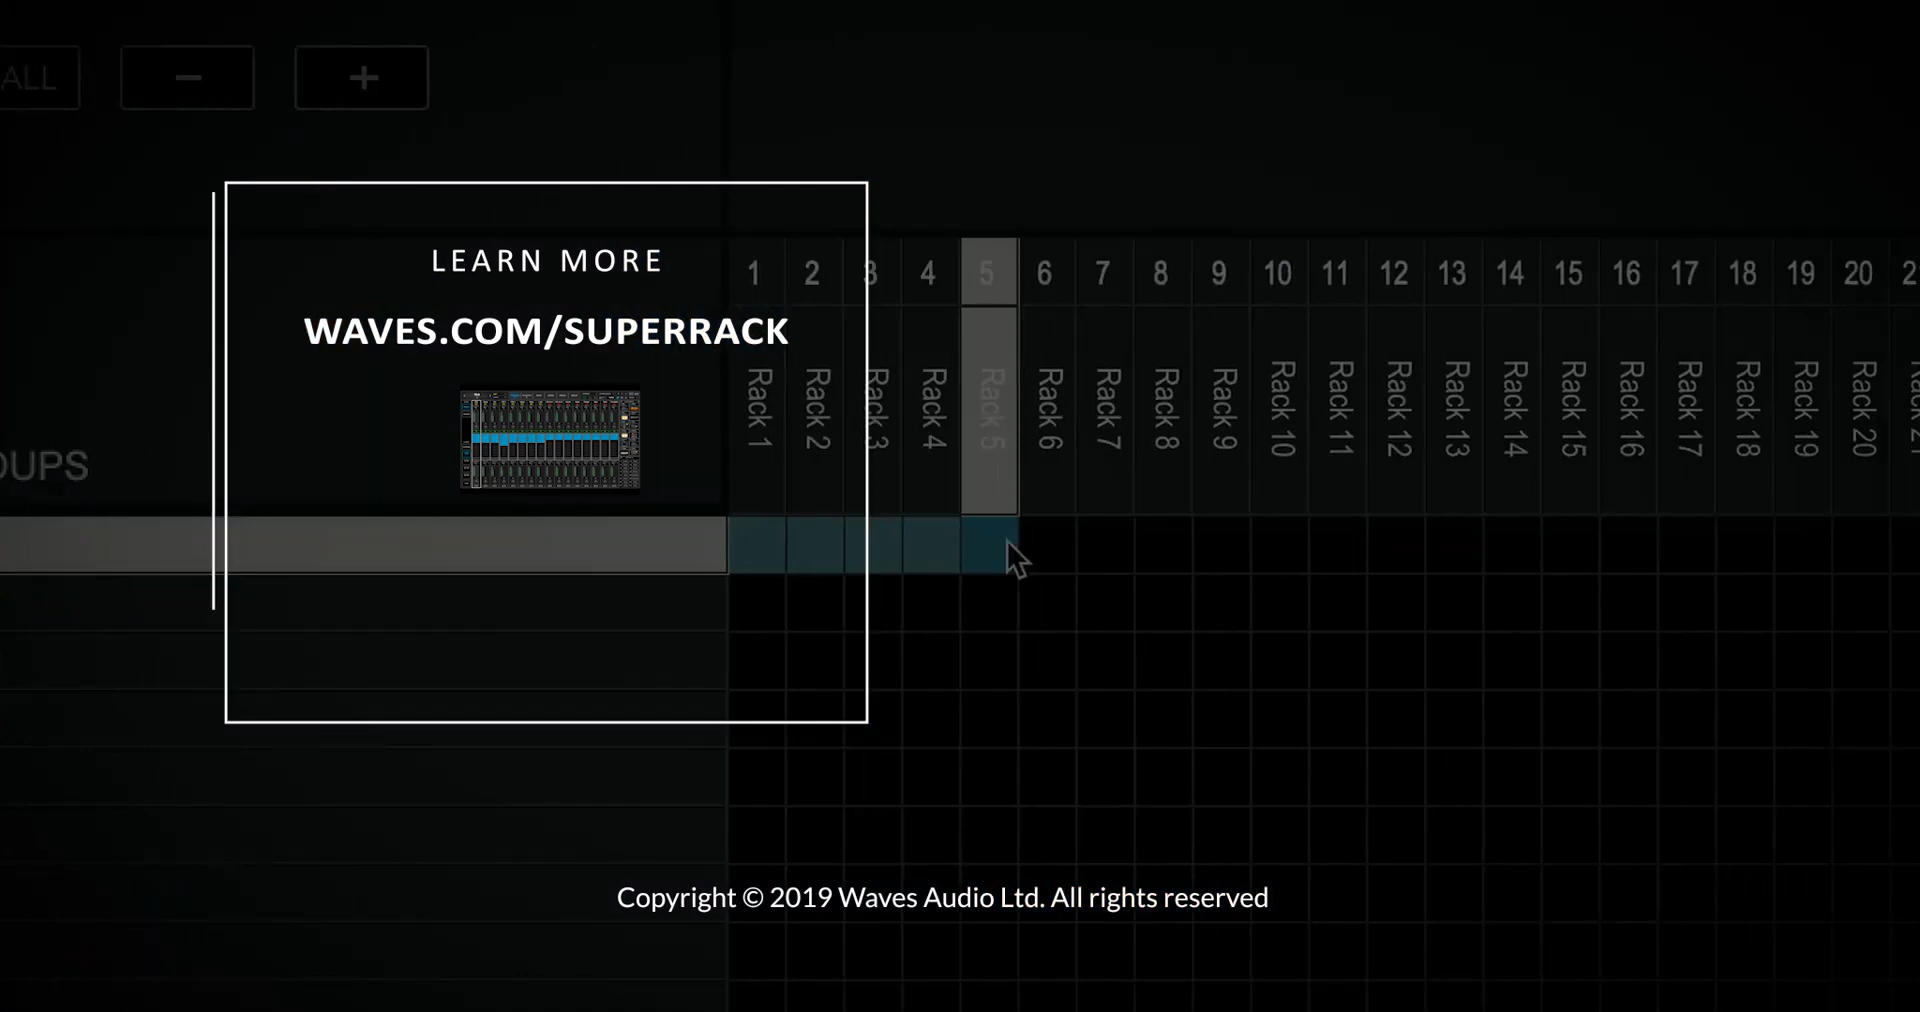 ALL
LEARN MORE
WAVES.COM/SUPERRACK
1 2 3 4 5 6 7 8 9 10 11 12 13 14 15 16 17 18 19 20
Rack 1
Rack 2
Rack 3
Rack 4
Rack 5
Rack 6
Rack 7
Rack 8
Rack 9
Rack 10
Rack 11
Rack 12
Rack 13
Rack 14
Rack 15
Rack 16
Rack 17
Rack 18
Rack 19
Rack 20
OUPS
Copyright © 2019 Waves Audio Ltd. All rights reserved